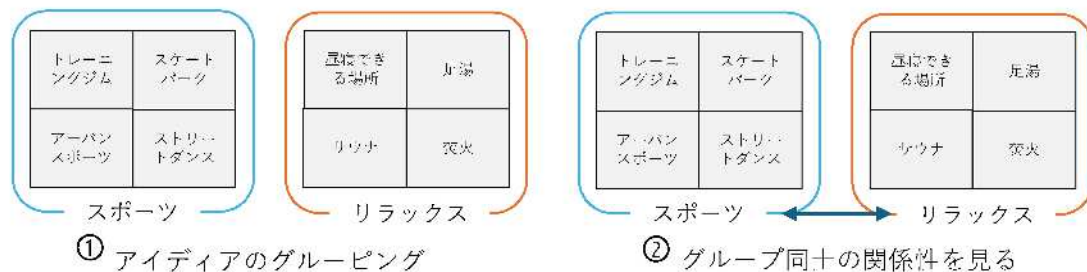 トレーニ
ングジム
スケート
パーク
アーバン
スポーツ
ストリー
トダンス
スポーツ
昼寝でき
る場所
足湯
サウナ
焚火
リラックス
① アイディアのグルーピング
トレーニ
ングジム
スケート
パーク
アーバン
スポーツ
ストリー
トダンス
スポーツ
昼寝でき
る場所
足湯
サウナ
焚火
リラックス
② グループ同士の関係性を見る